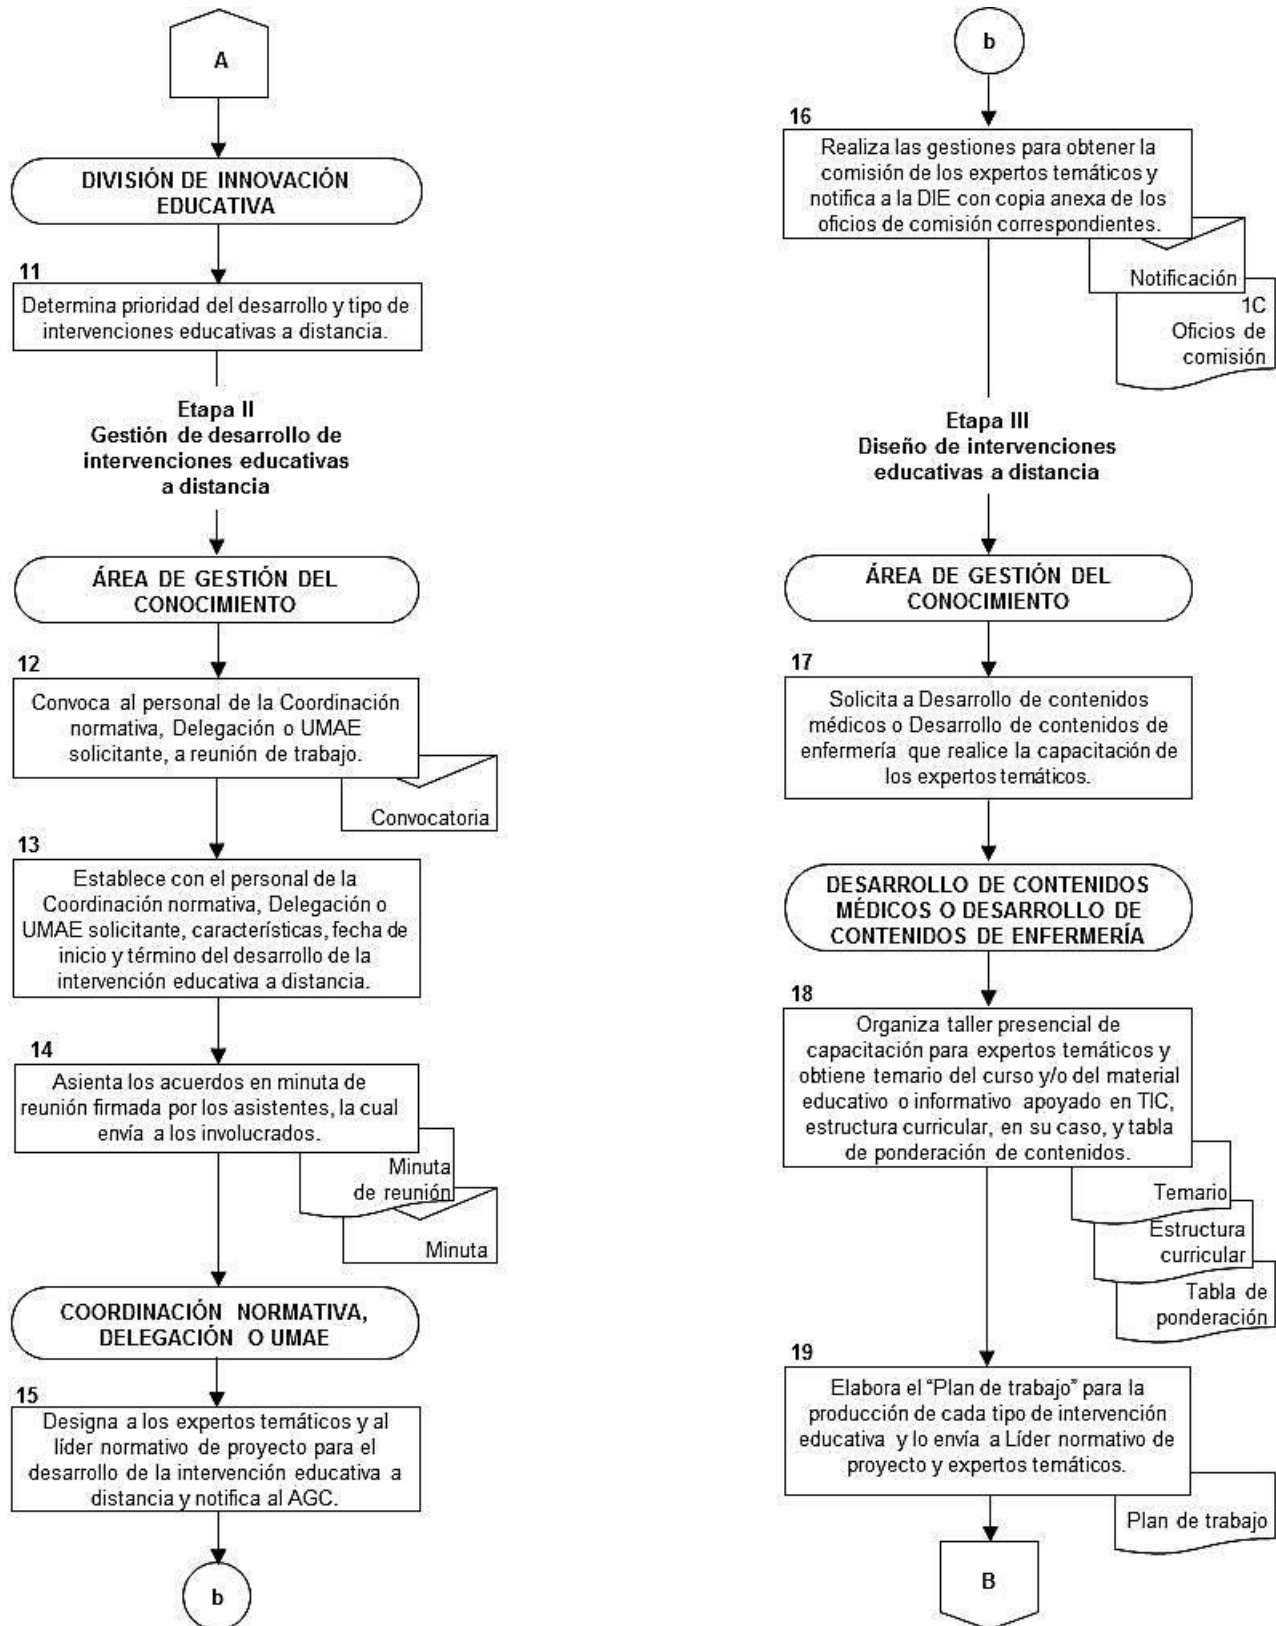 A
DIVISIÓN DE INNOVACIÓN
EDUCATIVA
11
Determina prioridad del desarrollo y tipo de
intervenciones educativas a distancia.
Etapa II
Gestión de desarrollo de
intervenciones educativas
a distancia
ÁREA DE GESTIÓN DEL
CONOCIMIENTO
12
Convoca al personal de la Coordinación
normativa, Delegación o UMAE
solicitante, a reunión de trabajo.
Convocatoria
13
Establece con el personal de la
Coordinación normativa, Delegación o
UMAE solicitante, características, fecha de
inicio y término del desarrollo de la
intervención educativa a distancia.
14
Asienta los acuerdos en minuta de
reunión firmada por los asistentes, la cual
envía a los involucrados.
Minuta
de reunión
Minuta
COORDINACIÓN NORMATIVA,
DELEGACIÓN O UMAE
15
Designa a los expertos temáticos y al
líder normativo de proyecto para el
desarrollo de la intervención educativa a
distancia y notifica al AGC.
b
b
16
Realiza las gestiones para obtener la
comisión de los expertos temáticos y
notifica a la DIE con copia anexa de los
oficios de comisión correspondientes.
Notificación
1C
Oficios de
comisión
Etapa III
Diseño de intervenciones
educativas a distancia
ÁREA DE GESTIÓN DEL
CONOCIMIENTO
17
Solicita a Desarrollo de contenidos
médicos o Desarrollo de contenidos de
enfermería que realice la capacitación de
los expertos temáticos.
DESARROLLO DE CONTENIDOS
MÉDICOS O DESARROLLO DE
CONTENIDOS DE ENFERMERÍA
18
Organiza taller presencial de
capacitación para expertos temáticos y
obtiene temario del curso y/o del material
educativo o informativo apoyado en TIC,
estructura curricular, en su caso, y tabla
de ponderación de contenidos.
Temario
Estructura
curricular
Tabla de
ponderación
19
Elabora el “Plan de trabajo” para la
producción de cada tipo de intervención
educativa y lo envía a Líder normativo de
proyecto y expertos temáticos.
Plan de trabajo
B